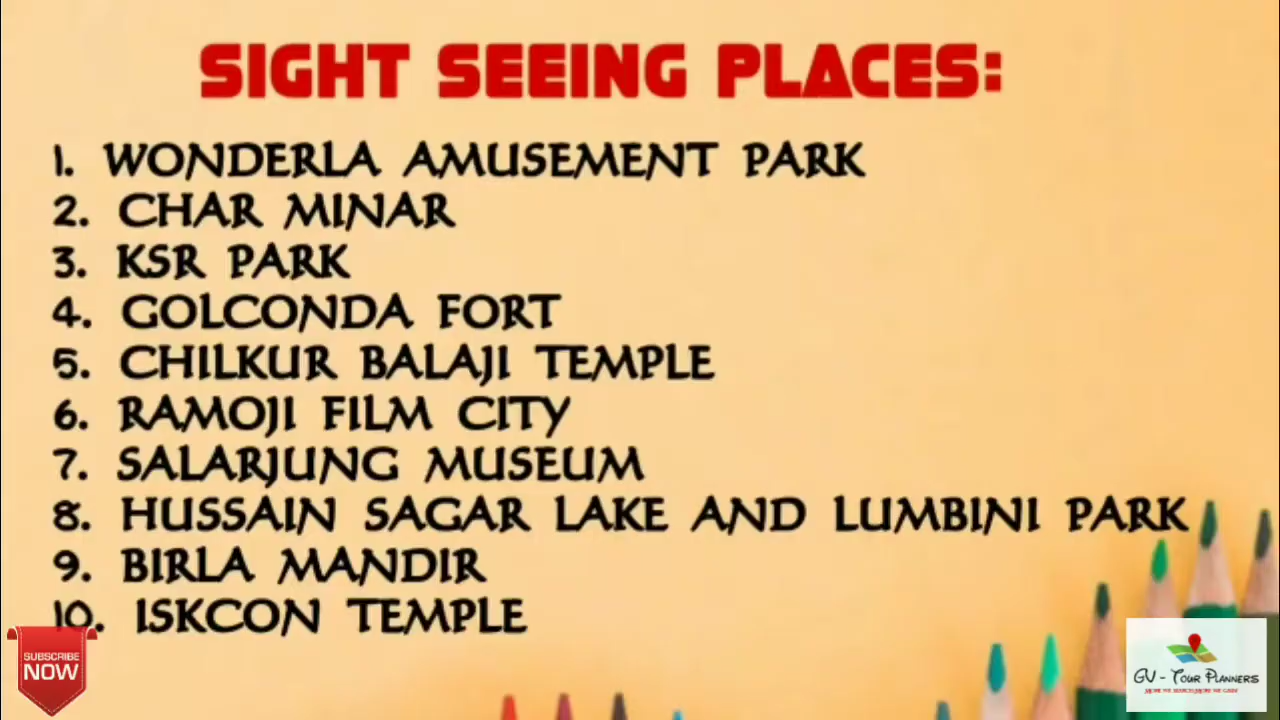 SIGHT SEEING PLACES:
1. WONDERLA AMUSEMENT PARK
2. CHAR MINAR
3. KSR PARK
4. GOLCONDA FORT
5. CHILKUR BALAJI TEMPLE
6. RAMOJI FILM CITY
7. SALARJUNG MUSEUM
8. HUSSAIN SAGAR LAKE AND LUMBINI PARK
9. BIRLA MANDIR
10. ISKCON TEMPLE
SUBSCRIBE
NOW
GV - TOUR PLANNERS